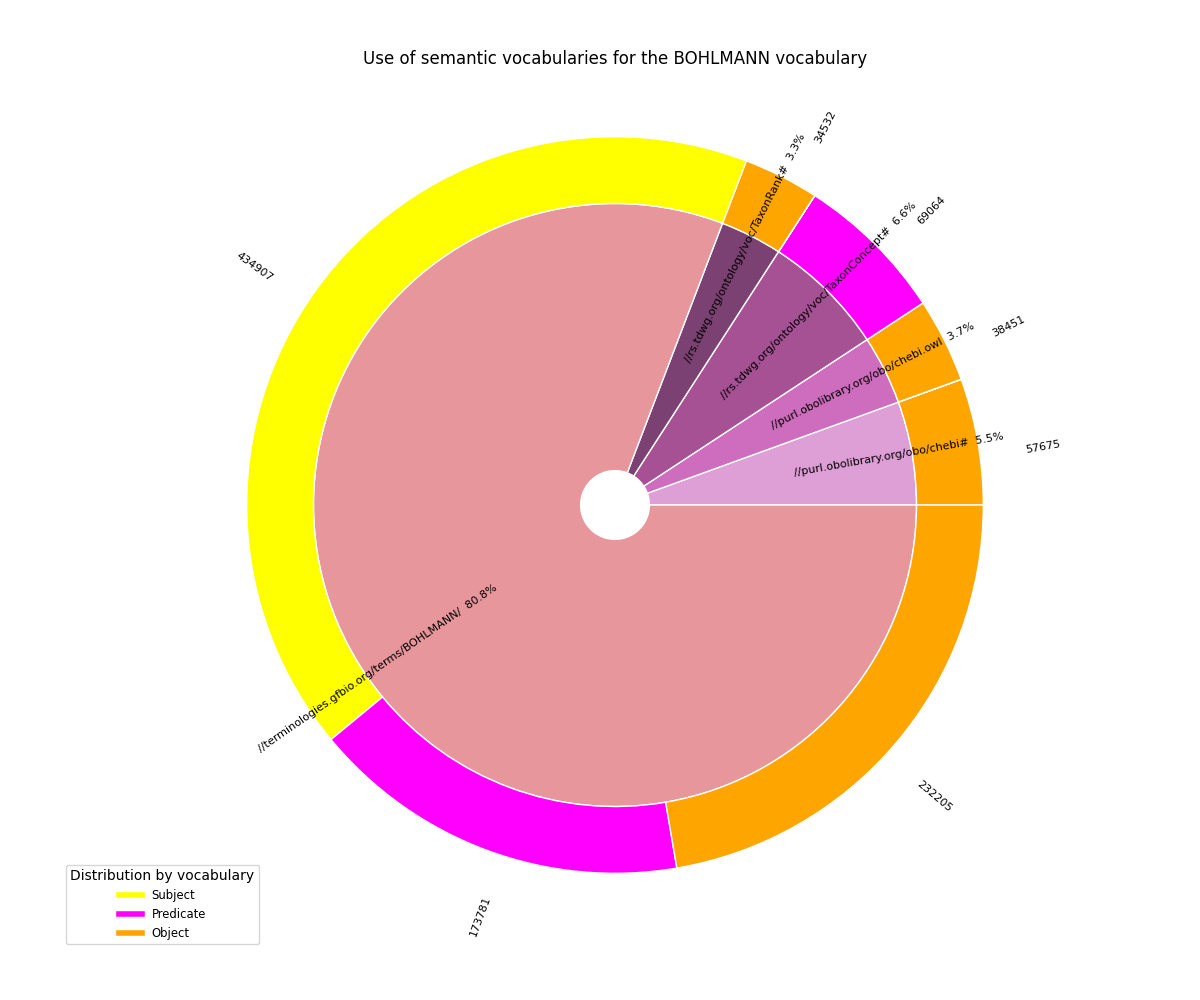 Use of semantic vocabularies for the BOHLMANN vocabulary
//rs.tdwg.org/ontology/voc/TaxonRank#  3.3%
34532
//rs.tdwg.org/ontology/voc/TaxonConcept#  6.6%
69064
//purl.obolibrary.org/obo/chebi.owl  3.7%
38451
//purl.obolibrary.org/obo/chebi#  5.5%
57675
434907
//terminologies.gfbio.org/terms/BOHLMANN/  80.8%
232205
173781
Distribution by vocabulary
Subject
Predicate
Object